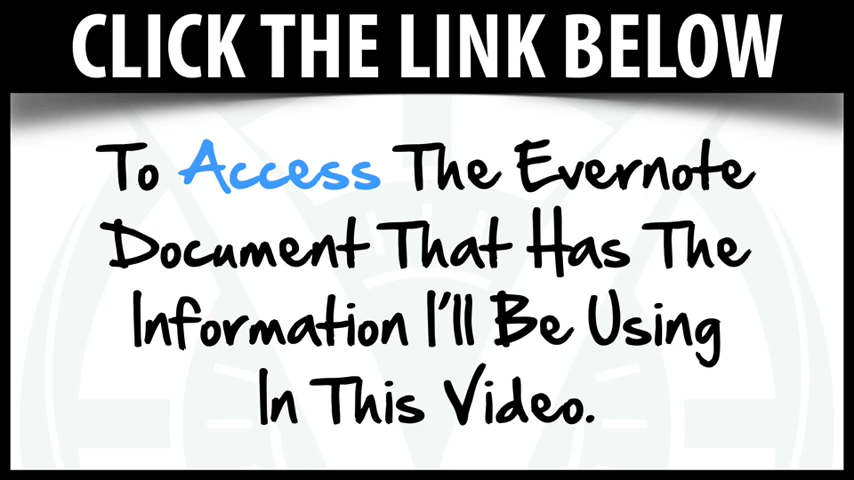 CLICK THE LINK BELOW
To Access The Evernote
Document That Has The
Information I'll Be Using
In This Video.